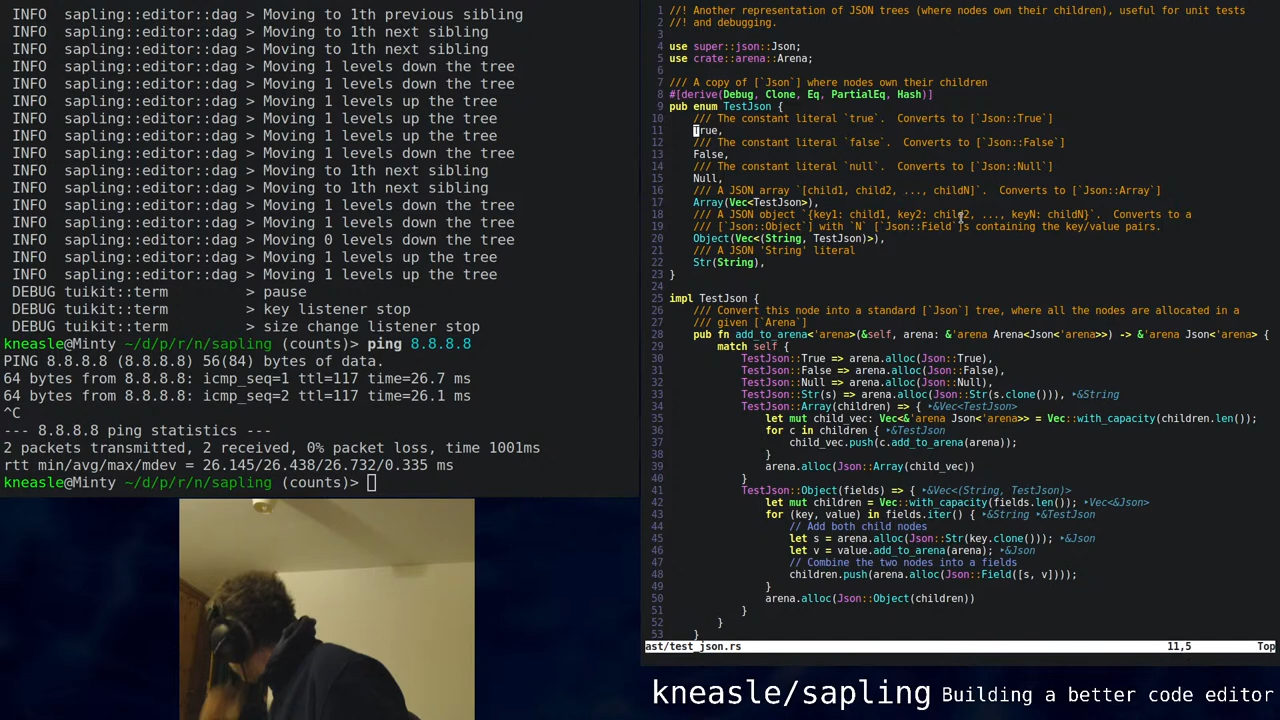 INFO  sapling::editor::dag > Moving to 1th previous sibling
INFO  sapling::editor::dag > Moving to 1th next sibling
INFO  sapling::editor::dag > Moving to 1th next sibling
INFO  sapling::editor::dag > Moving 1 levels down the tree
INFO  sapling::editor::dag > Moving 1 levels down the tree
INFO  sapling::editor::dag > Moving 1 levels up the tree
INFO  sapling::editor::dag > Moving 1 levels up the tree
INFO  sapling::editor::dag > Moving 1 levels up the tree
INFO  sapling::editor::dag > Moving 1 levels down the tree
INFO  sapling::editor::dag > Moving to 1th next sibling
INFO  sapling::editor::dag > Moving to 1th next sibling
INFO  sapling::editor::dag > Moving 1 levels down the tree
INFO  sapling::editor::dag > Moving 1 levels down the tree
INFO  sapling::editor::dag > Moving 0 levels down the tree
INFO  sapling::editor::dag > Moving 1 levels up the tree
INFO  sapling::editor::dag > Moving 1 levels up the tree
DEBUG tuikit::term         > pause
DEBUG tuikit::term         > key listener stop
DEBUG tuikit::term         > size change listener stop
kneasle@Minty ~/d/p/r/n/sapling (counts)> ping 8.8.8.8
PING 8.8.8.8 (8.8.8.8) 56(84) bytes of data.
64 bytes from 8.8.8.8: icmp_seq=1 ttl=117 time=26.7 ms
64 bytes from 8.8.8.8: icmp_seq=2 ttl=117 time=26.1 ms
^C
--- 8.8.8.8 ping statistics ---
2 packets transmitted, 2 received, 0% packet loss, time 1001ms
rtt min/avg/max/mdev = 26.145/26.438/26.732/0.335 ms
kneasle@Minty ~/d/p/r/n/sapling (counts)>
1 //! Another representation of JSON trees (where nodes own their children), useful for unit tests
2 //! and debugging.
3
4 use super::json::Json;
5 use crate::arena::Arena;
6
7 /// A copy of [`Json`] where nodes own their children
8 #[derive(Debug, Clone, Eq, PartialEq, Hash)]
9 pub enum TestJson {
10     /// The constant literal `true`.  Converts to [`Json::True`]
11     True,
12     /// The constant literal `false`.  Converts to [`Json::False`]
13     False,
14     /// The constant literal `null`.  Converts to [`Json::Null`]
15     Null,
16     /// A JSON array `[child1, child2, ..., childN]`.  Converts to [`Json::Array`]
17     Array(Vec<TestJson>),
18     /// A JSON object `{key1: child1, key2: child2, ..., keyN: childN}`.  Converts to a
19     /// [`Json::Object`] with `N` [`Json::Field`]s containing the key/value pairs.
20     Object(Vec<(String, TestJson)>),
21     /// A JSON 'String' literal
22     Str(String),
23 }
24
25 impl TestJson {
26     /// Convert this node into a standard [`Json`] tree, where all the nodes are allocated in a
27     /// given [`Arena`]
28     pub fn add_to_arena<'arena>(&self, arena: &'arena Arena<Json<'arena>>) -> &'arena Json<'arena> {
29         match self {
30             TestJson::True => arena.alloc(Json::True),
31             TestJson::False => arena.alloc(Json::False),
32             TestJson::Null => arena.alloc(Json::Null),
33             TestJson::Str(s) => arena.alloc(Json::Str(s.clone())), ‣&String
34             TestJson::Array(children) => { ‣&Vec<TestJson>
35                 let mut child_vec: Vec<&'arena Json<'arena>> = Vec::with_capacity(children.len());
36                 for c in children { ‣&TestJson
37                     child_vec.push(c.add_to_arena(arena));
38                 }
39                 arena.alloc(Json::Array(child_vec))
40             }
41             TestJson::Object(fields) => { ‣&Vec<(String, TestJson)>
42                 let mut children = Vec::with_capacity(fields.len()); ‣Vec<&Json>
43                 for (key, value) in fields.iter() { ‣&String ‣&TestJson
44                     // Add both child nodes
45                     let s = arena.alloc(Json::Str(key.clone())); ‣&Json
46                     let v = value.add_to_arena(arena); ‣&Json
47                     // Combine the two nodes into a fields
48                     children.push(arena.alloc(Json::Field([s, v])));
49                 }
50                 arena.alloc(Json::Object(children))
51             }
52         }
53     }
ast/test_json.rs 11,5 Top
kneasle/sapling Building a better code editor